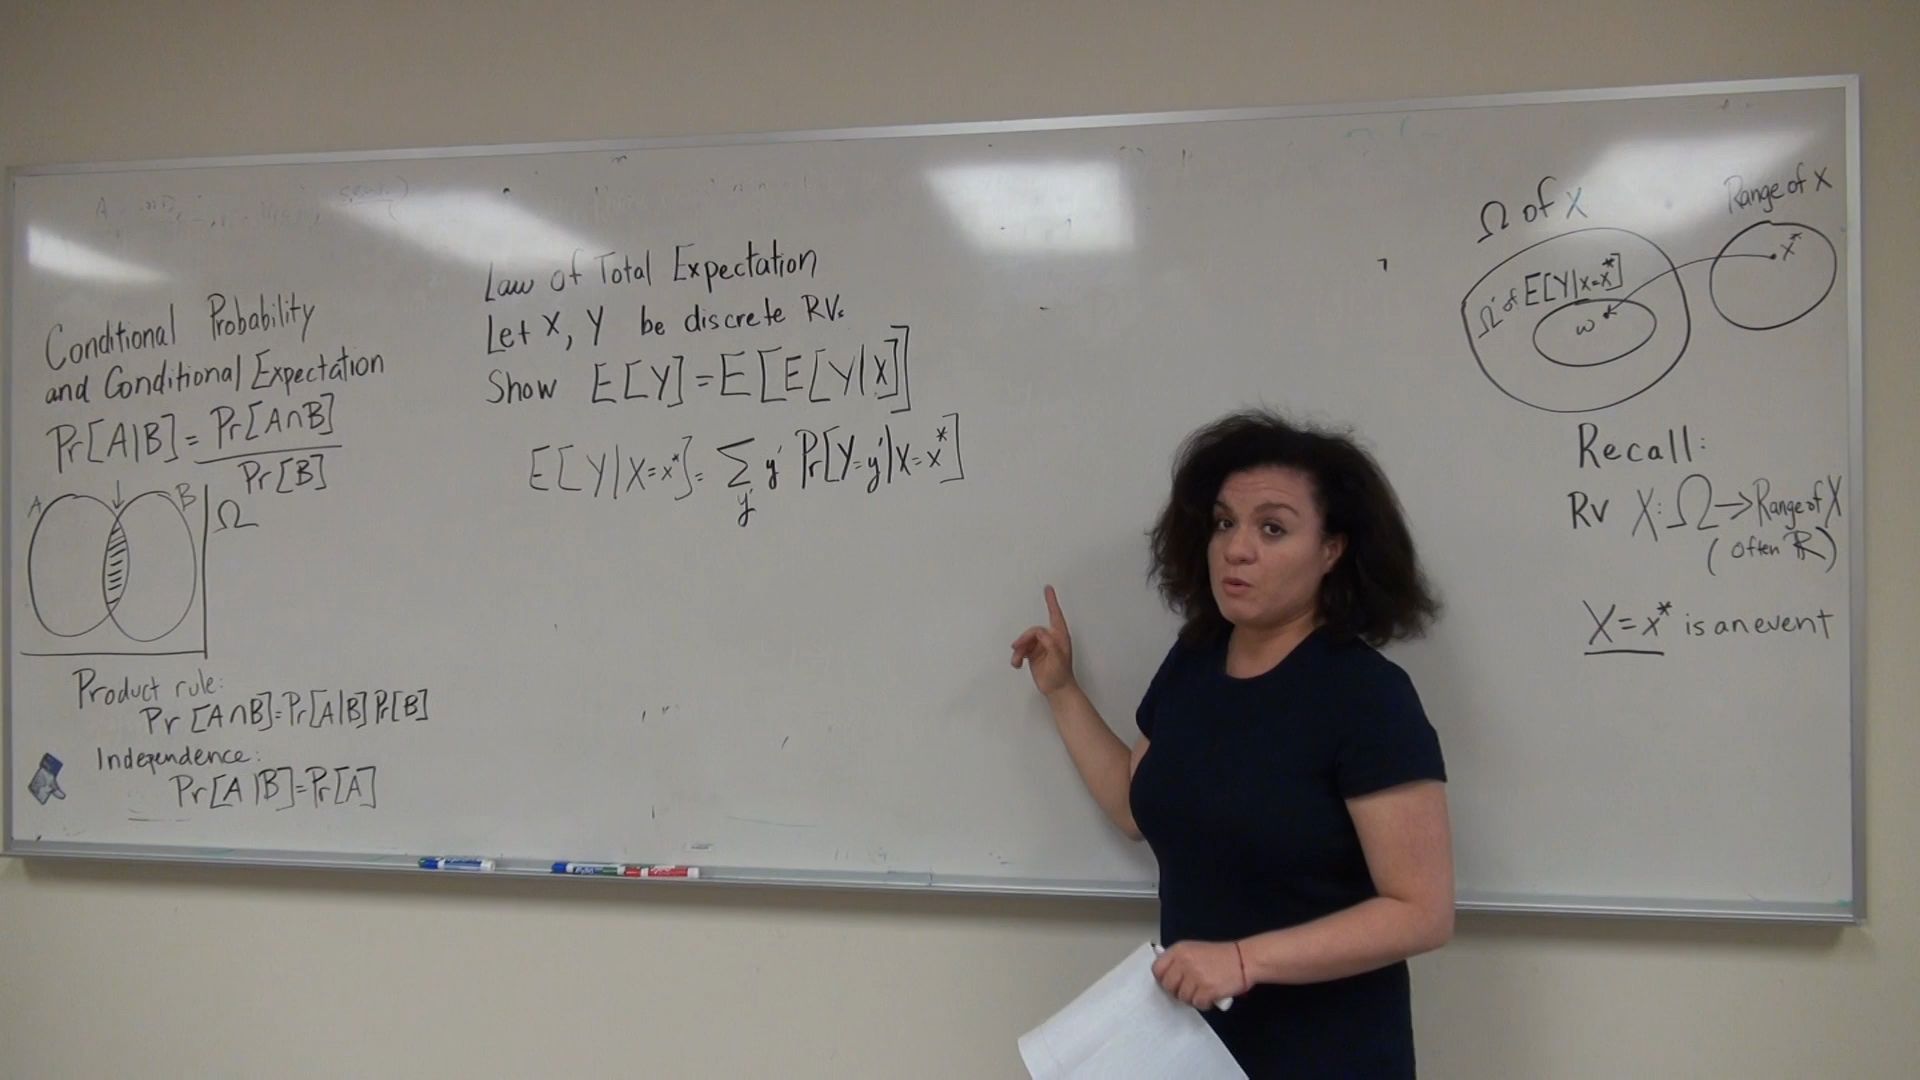 Conditional Probability
and Conditional Expectation
Pr[A|B] = Pr[A∩B]
Pr[B]
A B
Ω
Product rule:
Pr [A∩B]=Pr[A|B] Pr[B]
Independence:
Pr[A|B]=Pr[A]
Law of Total Expectation
Let X, Y be discrete RVs
Show E[Y] = E[E[Y|X]]
E[Y|X=x*] = ∑ y' Pr[Y=y'|X=x*]
y'
Ω of X
Range of X
Ω' of E[Y|X=x*]
x*
ω
Recall:
RV X: Ω → Range of X
(Often ℝ)
X = x* is an event